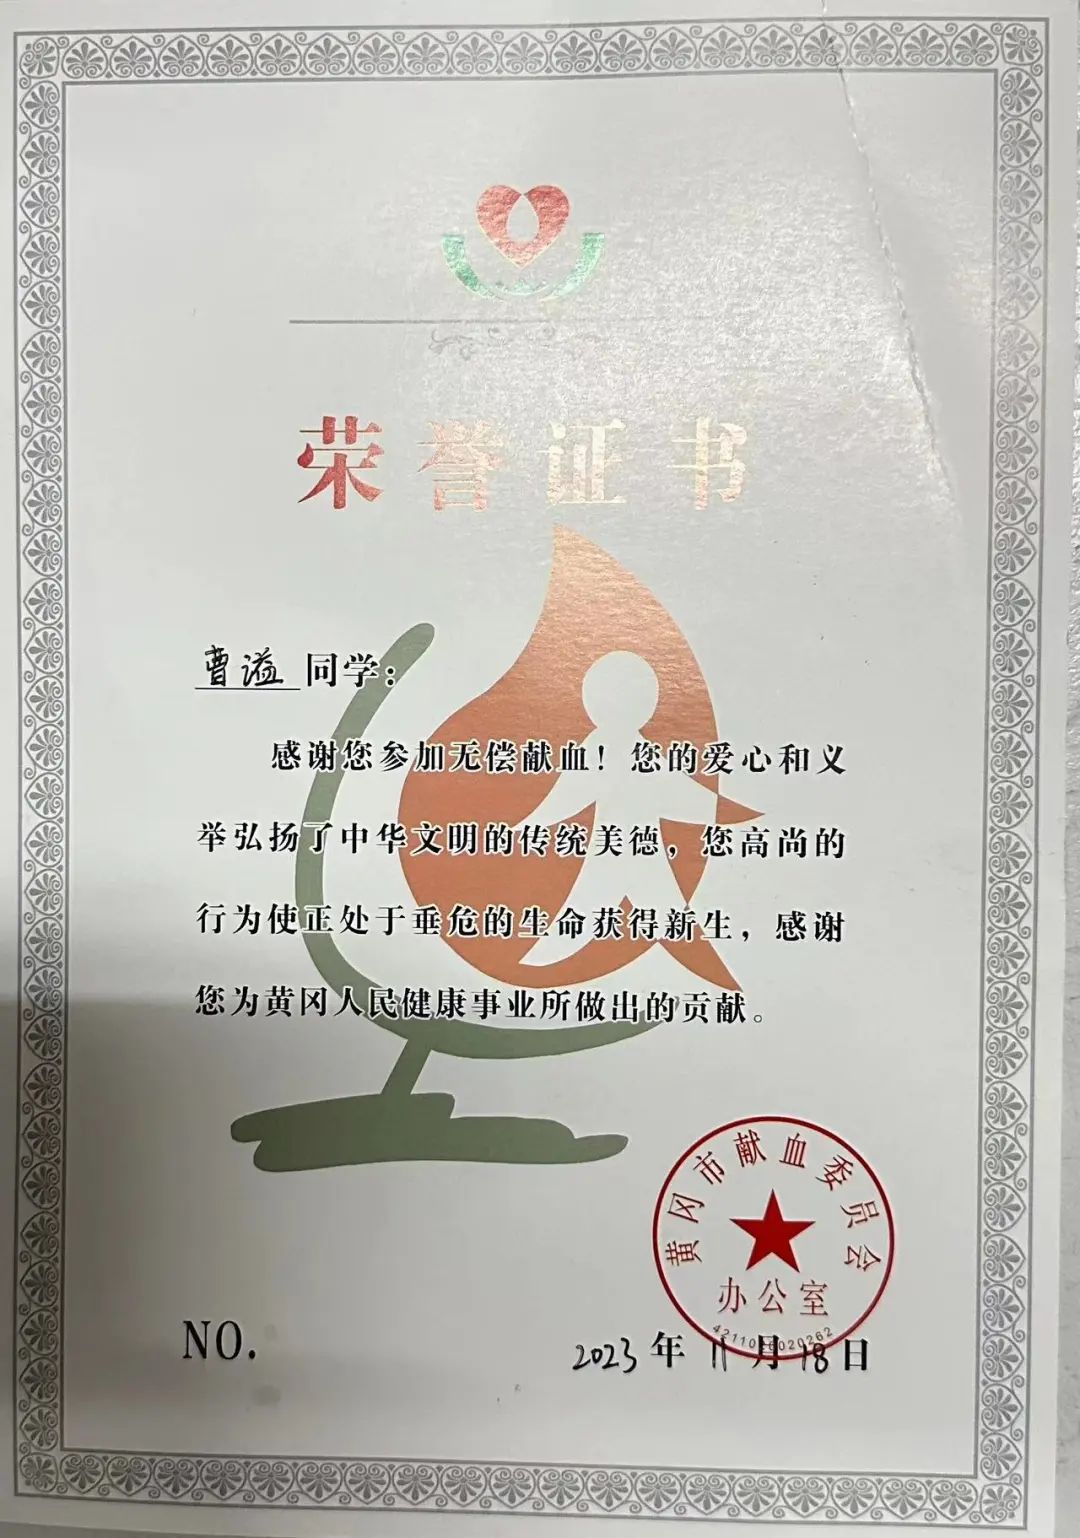 荣誉证书
曹溢 同学：
感谢您参加无偿献血！您的爱心和义
举弘扬了中华文明的传统美德，您高尚的
行为使正处于垂危的生命获得新生，感谢
您为黄冈人民健康事业所做出的贡献。
黄冈市献血委员会
办公室
NO.
2023年11月18日